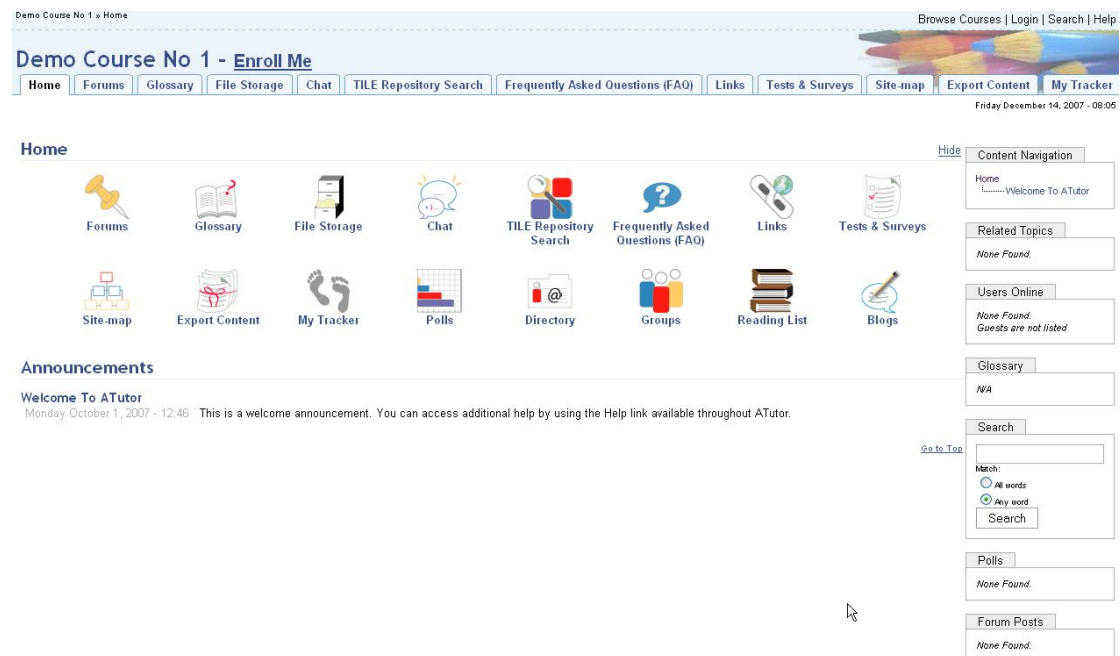 Demo Course No 1 » Home
Browse Courses | Login | Search | Help
Demo Course No 1 - Enroll Me
Home Forums Glossary File Storage Chat TILE Repository Search Frequently Asked Questions (FAQ) Links Tests & Surveys Site-map Export Content My Tracker
Friday December 14, 2007 - 08:05
Home
Hide
Forums Glossary File Storage Chat TILE Repository Search Frequently Asked Questions (FAQ) Links Tests & Surveys
@
Site-map Export Content My Tracker Polls Directory Groups Reading List Blogs
Announcements
Welcome To ATutor
Monday October 1, 2007 - 12:46 This is a welcome announcement. You can access additional help by using the Help link available throughout ATutor.
Go to Top
Content Navigation
Home
Welcome To ATutor
Related Topics
None Found.
Users Online
None Found.
Guests are not listed
Glossary
N/A
Search
Match:
All words
Any word
Search
Polls
None Found.
Forum Posts
None Found.